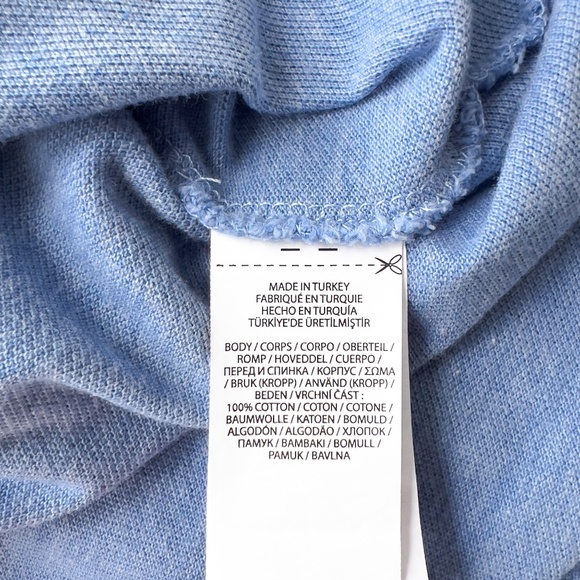 MADE IN TURKEY
FABRIQUÉ EN TURQUIE
HECHO EN TURQUÍA
TÜRKİYE'DE ÜRETİLMİŞTİR
BODY / CORPS / CORPO / OBERTEIL /
ROMP / HOVEDDEL / CUERPO /
ПЕРЕД И СПИНКА / КОРПУС / ΣΩΜΑ
/ BRUK (KROPP) / ANVÄND (KROPP) /
BEDEN / VRCHNÍ ČÁST :
100% COTTON / COTON / COTONE /
BAUMWOLLE / KATOEN / BOMULD /
ALGODÓN / ALGODÃO / ХЛОПОК /
ПАМУК / ΒΑΜΒΑΚΙ / BOMULL /
PAMUK / BAVLNA